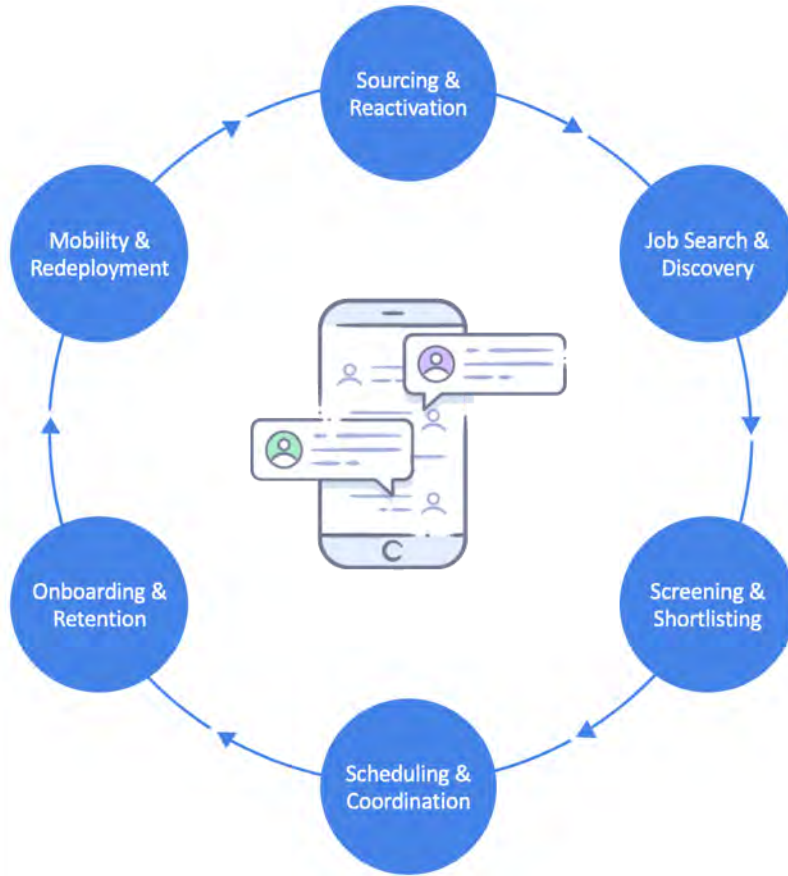 Sourcing &
Reactivation
Job Search &
Discovery
Screening &
Shortlisting
Scheduling &
Coordination
Onboarding &
Retention
Mobility &
Redeployment